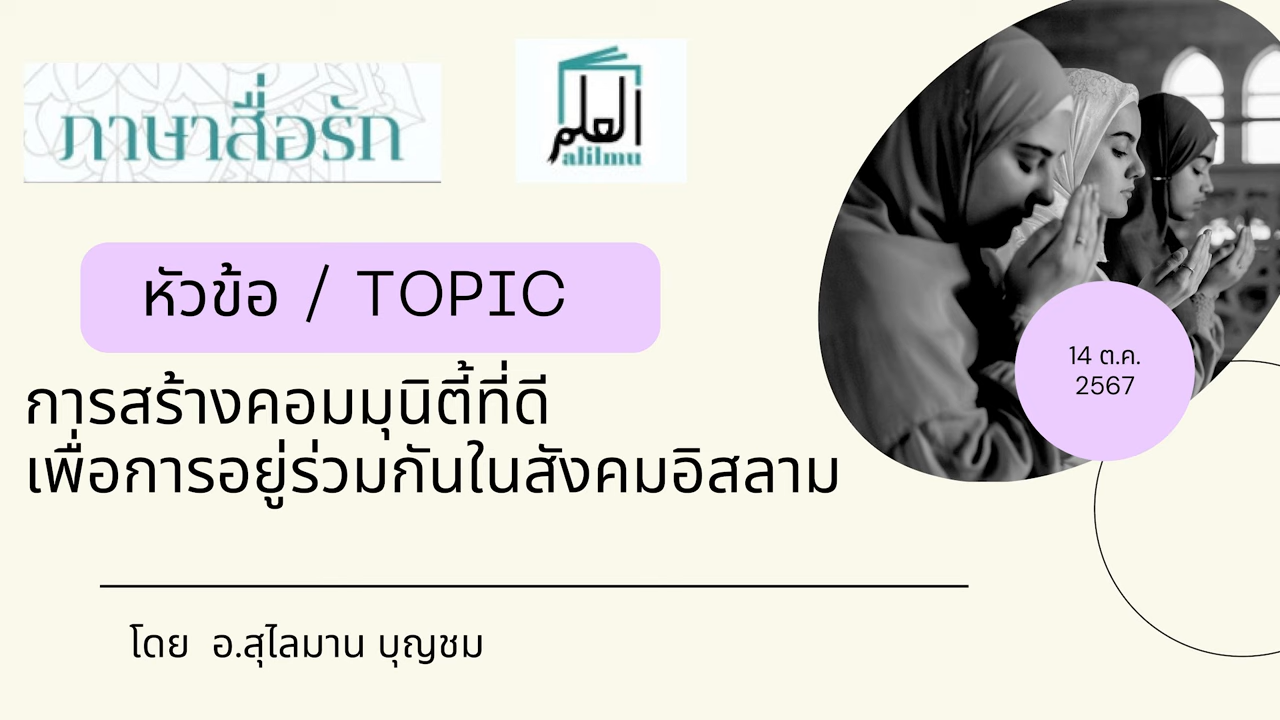 ภาษาสื่อรัก
العلم
alilmu
หัวข้อ / TOPIC
การสร้างคอมมุนิตี้ที่ดี
เพื่อการอยู่ร่วมกันในสังคมอิสลาม
14 ต.ค.
2567
โดย อ.สุไลมาน บุญชม